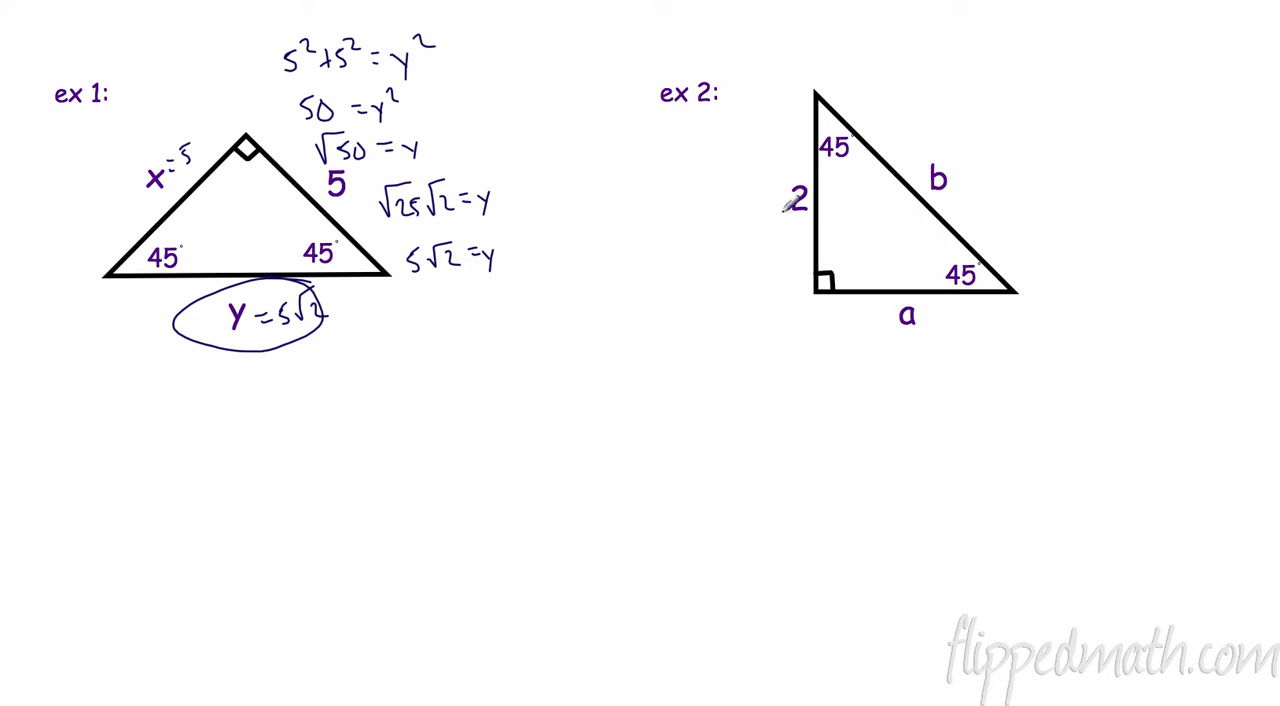 ex 1:
5² + 5² = y²
50 = y²
√50 = y
√25 √2 = y
5√2 = y
x = 5
5
45°
45°
y = 5√2
ex 2:
45°
2
b
45°
a
flippedmath.com